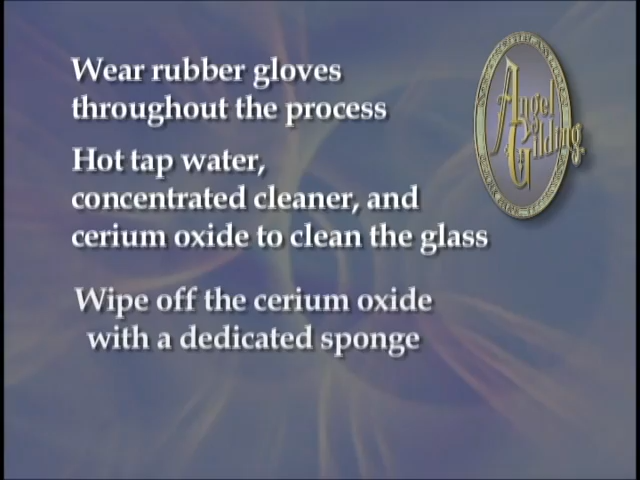 Wear rubber gloves
throughout the process
Hot tap water,
concentrated cleaner, and
cerium oxide to clean the glass
Wipe off the cerium oxide
with a dedicated sponge
Angel
Gilding